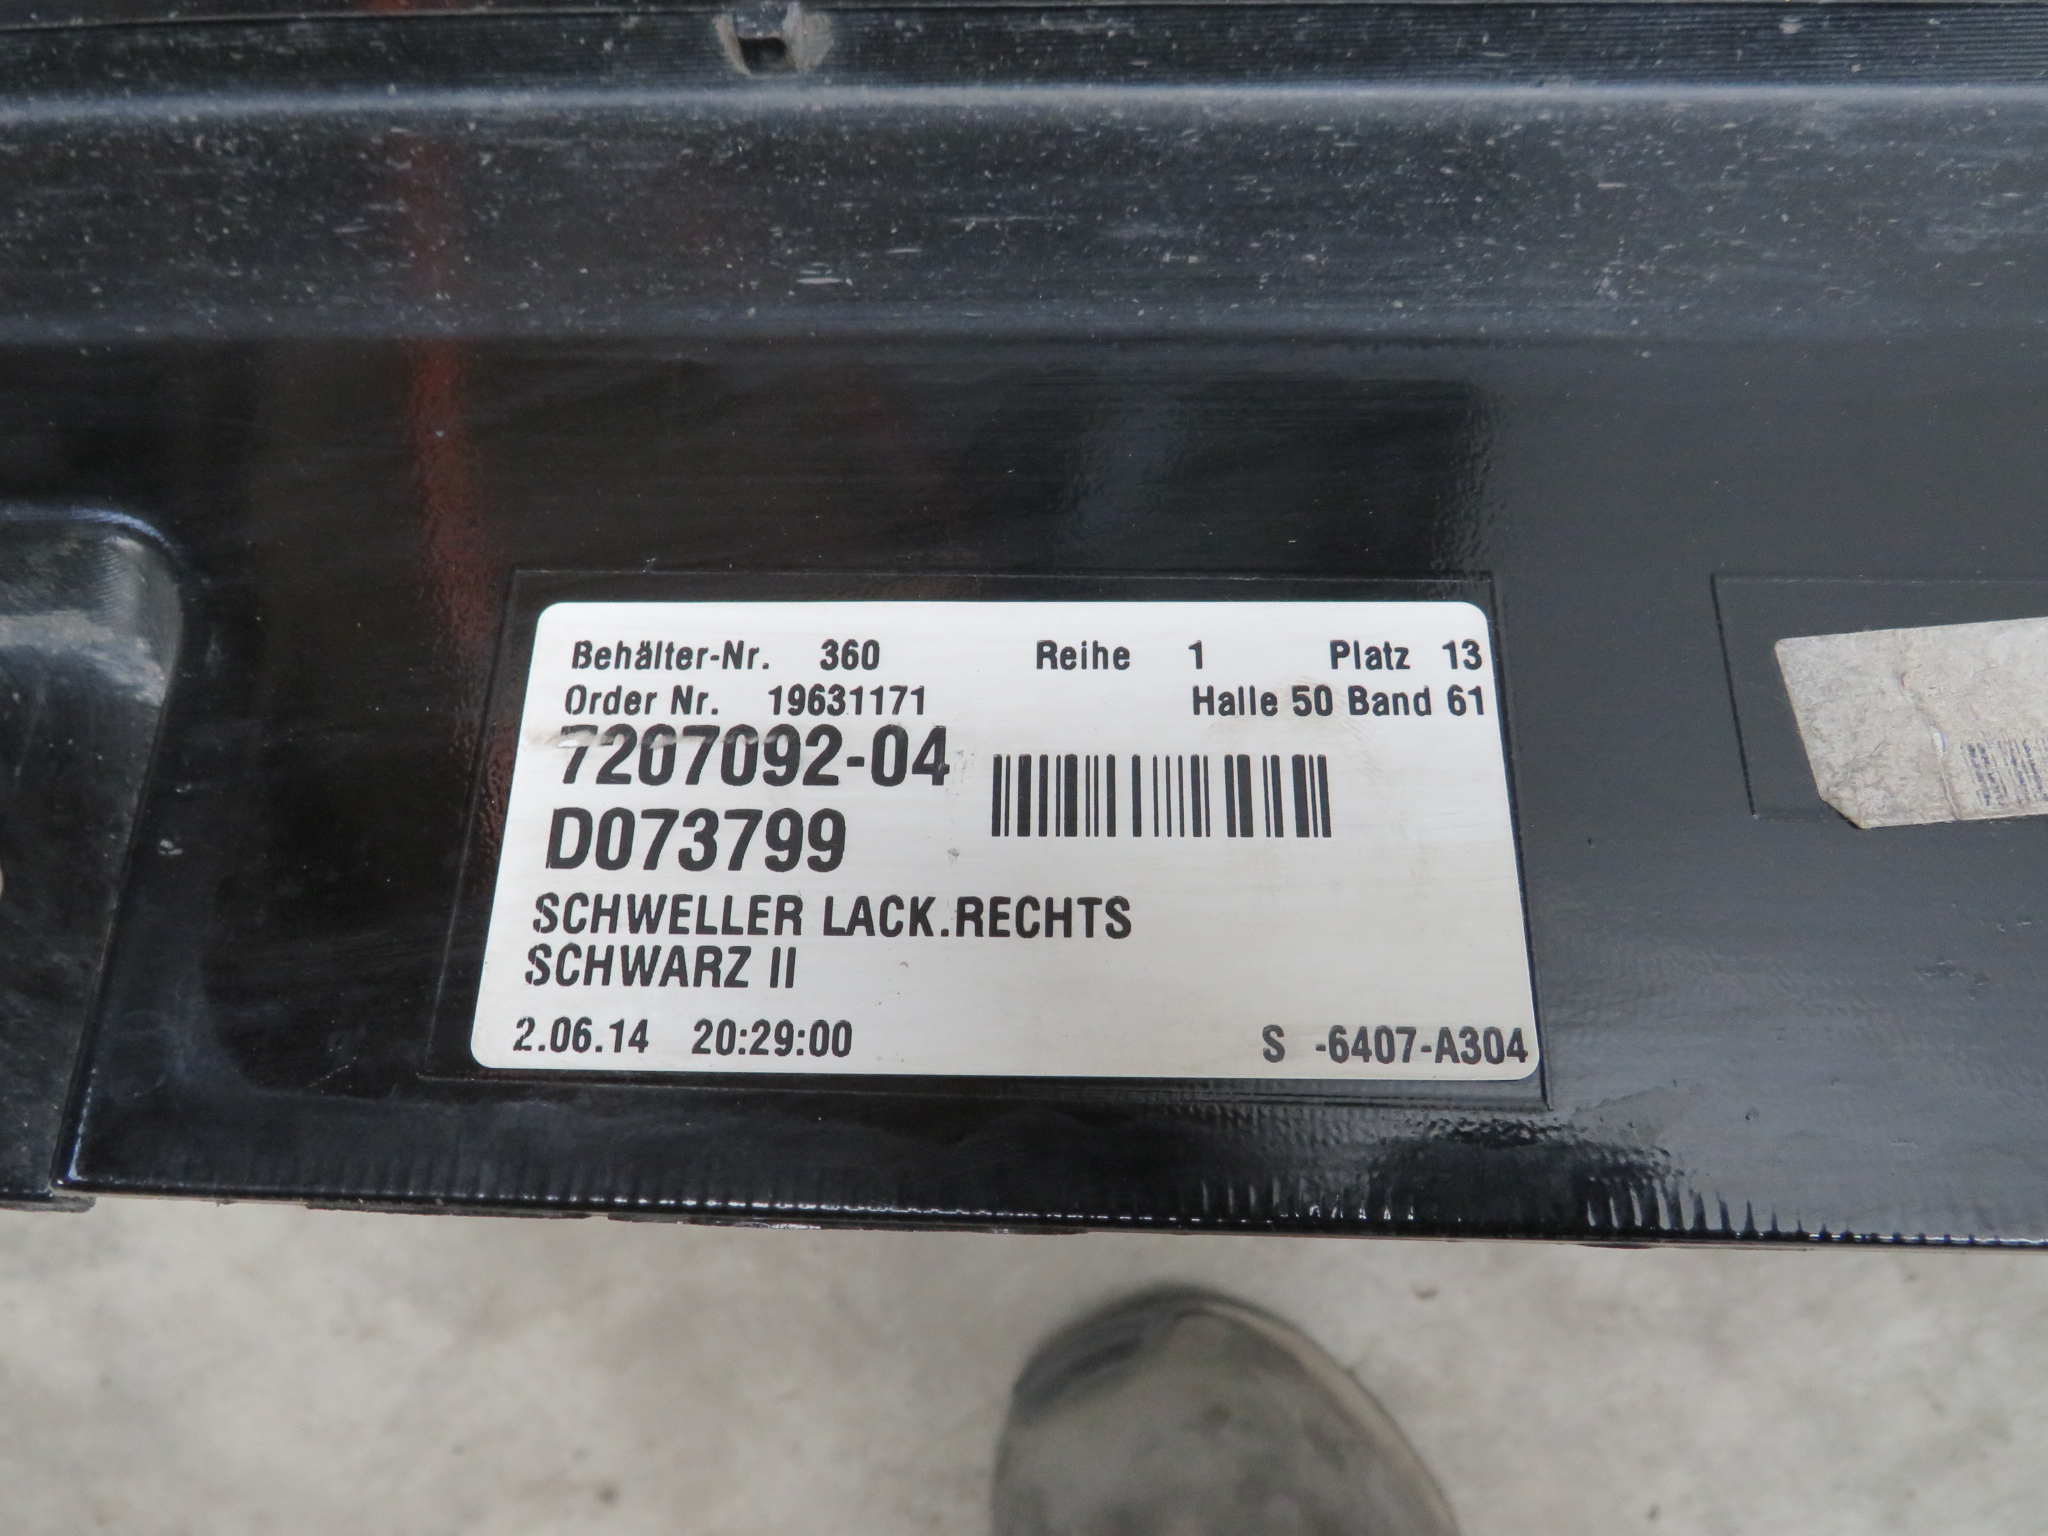 Behälter-Nr. 360 Reihe 1 Platz 13
Order Nr. 19631171 Halle 50 Band 61
7207092-04
D073799
SCHWELLER LACK.RECHTS
SCHWARZ II
2.06.14 20:29:00 S -6407-A304